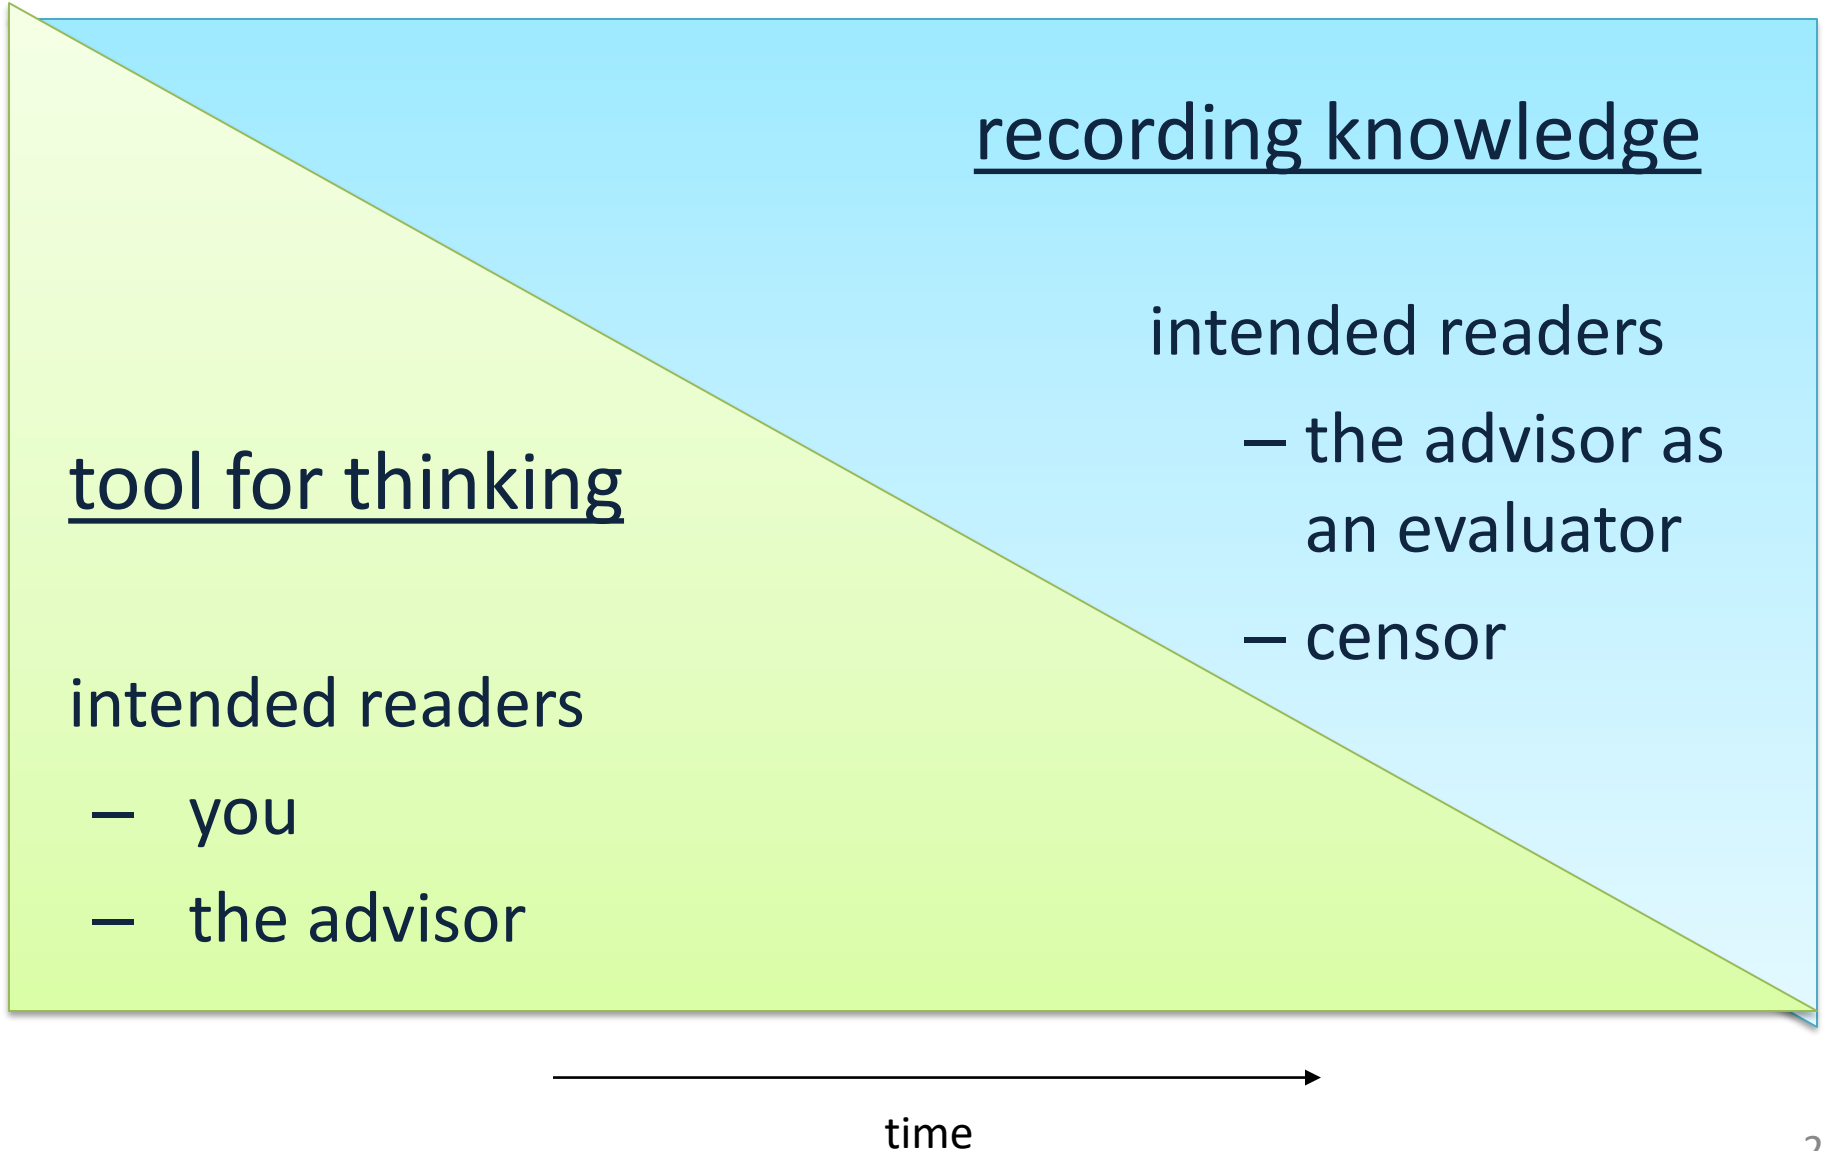 recording knowledge
intended readers
– the advisor as
an evaluator
– censor
tool for thinking
intended readers
– you
– the advisor
time
2